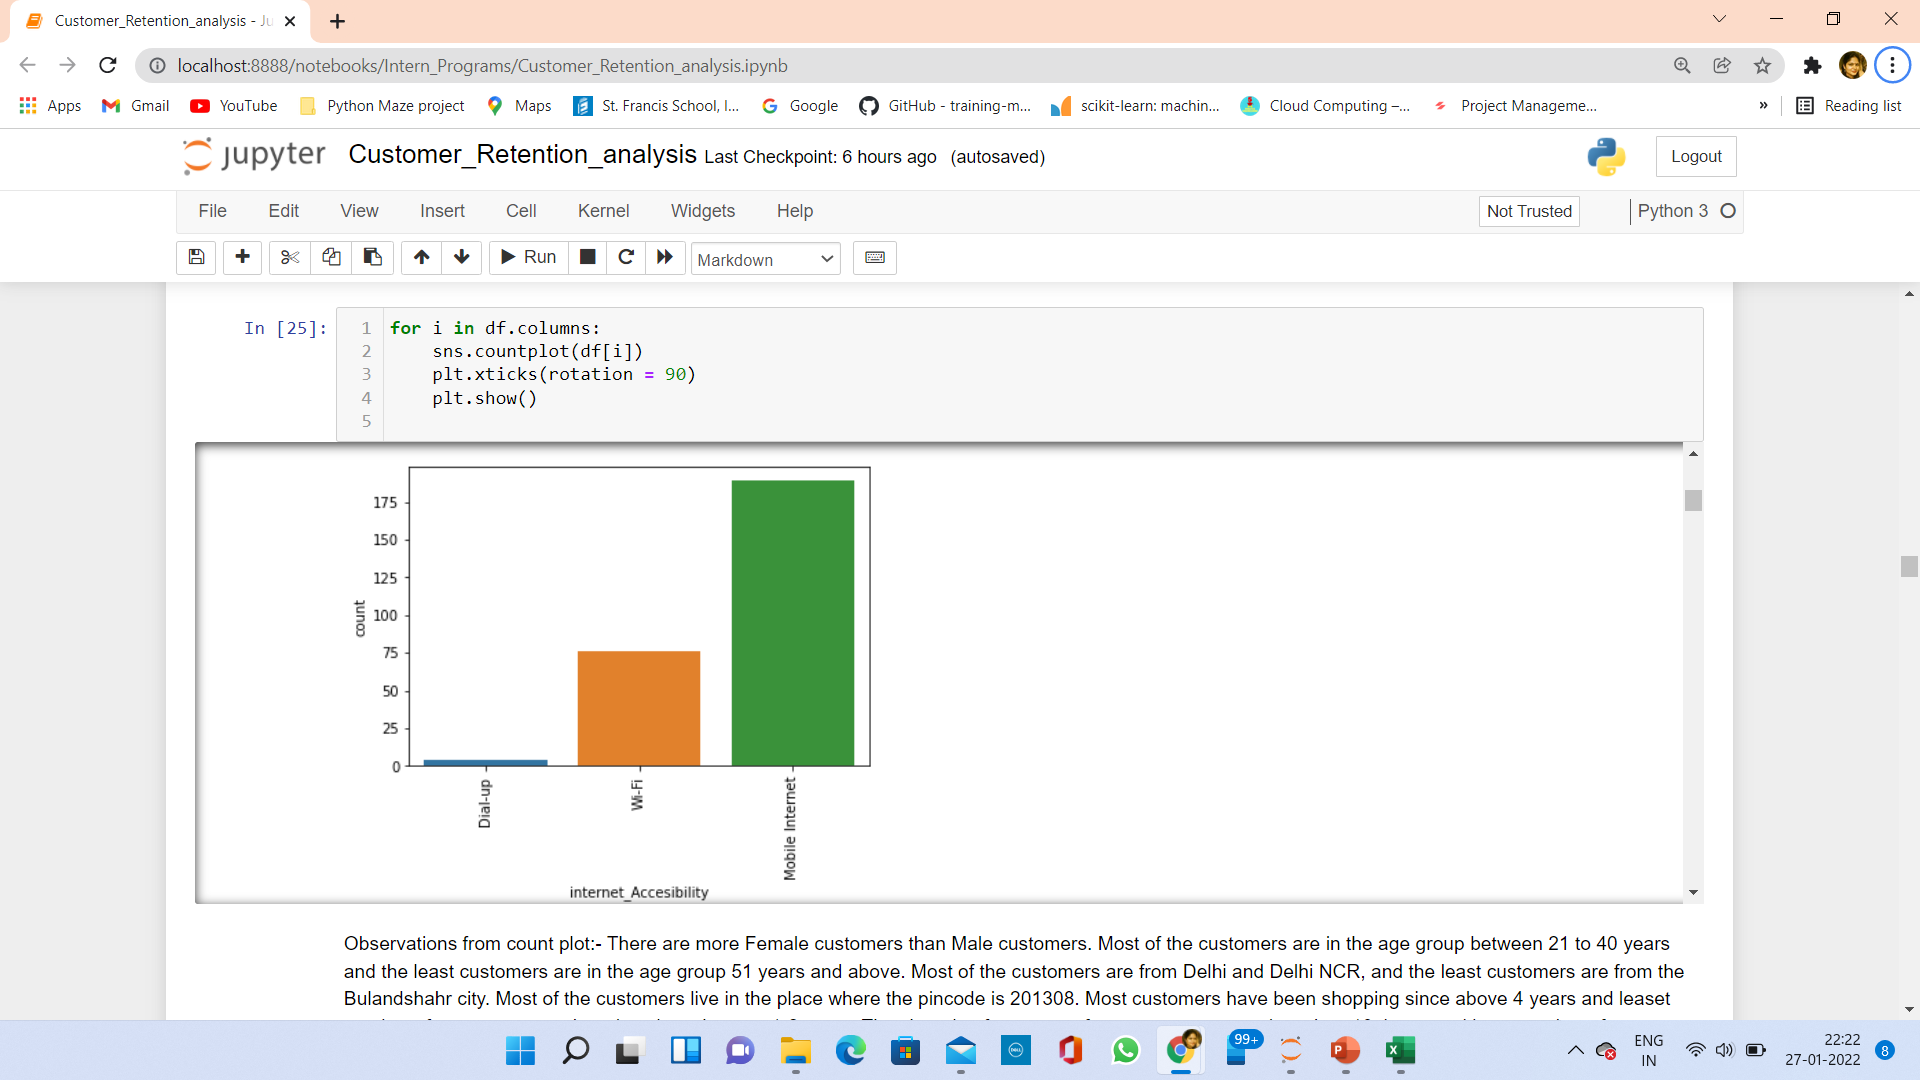 Customer_Retention_analysis - Ju
localhost:8888/notebooks/Intern_Programs/Customer_Retention_analysis.ipynb
Apps Gmail YouTube Python Maze project Maps St. Francis School, I... Google GitHub - training-m... scikit-learn: machin... Cloud Computing –... Project Manageme... » Reading list
jupyter Customer_Retention_analysis Last Checkpoint: 6 hours ago (autosaved) Logout
File Edit View Insert Cell Kernel Widgets Help Not Trusted Python 3
Run Markdown
In [25]: 1 for i in df.columns:
2 sns.countplot(df[i])
3 plt.xticks(rotation = 90)
4 plt.show()
5
175
150
125
100
75
50
25
0
count
Dial-up
Wi-Fi
Mobile Internet
internet_Accesibility
Observations from count plot:- There are more Female customers than Male customers. Most of the customers are in the age group between 21 to 40 years
and the least customers are in the age group 51 years and above. Most of the customers are from Delhi and Delhi NCR, and the least customers are from the
Bulandshahr city. Most of the customers live in the place where the pincode is 201308. Most customers have been shopping since above 4 years and leaset
99+
ENG
IN
22:22
27-01-2022
8